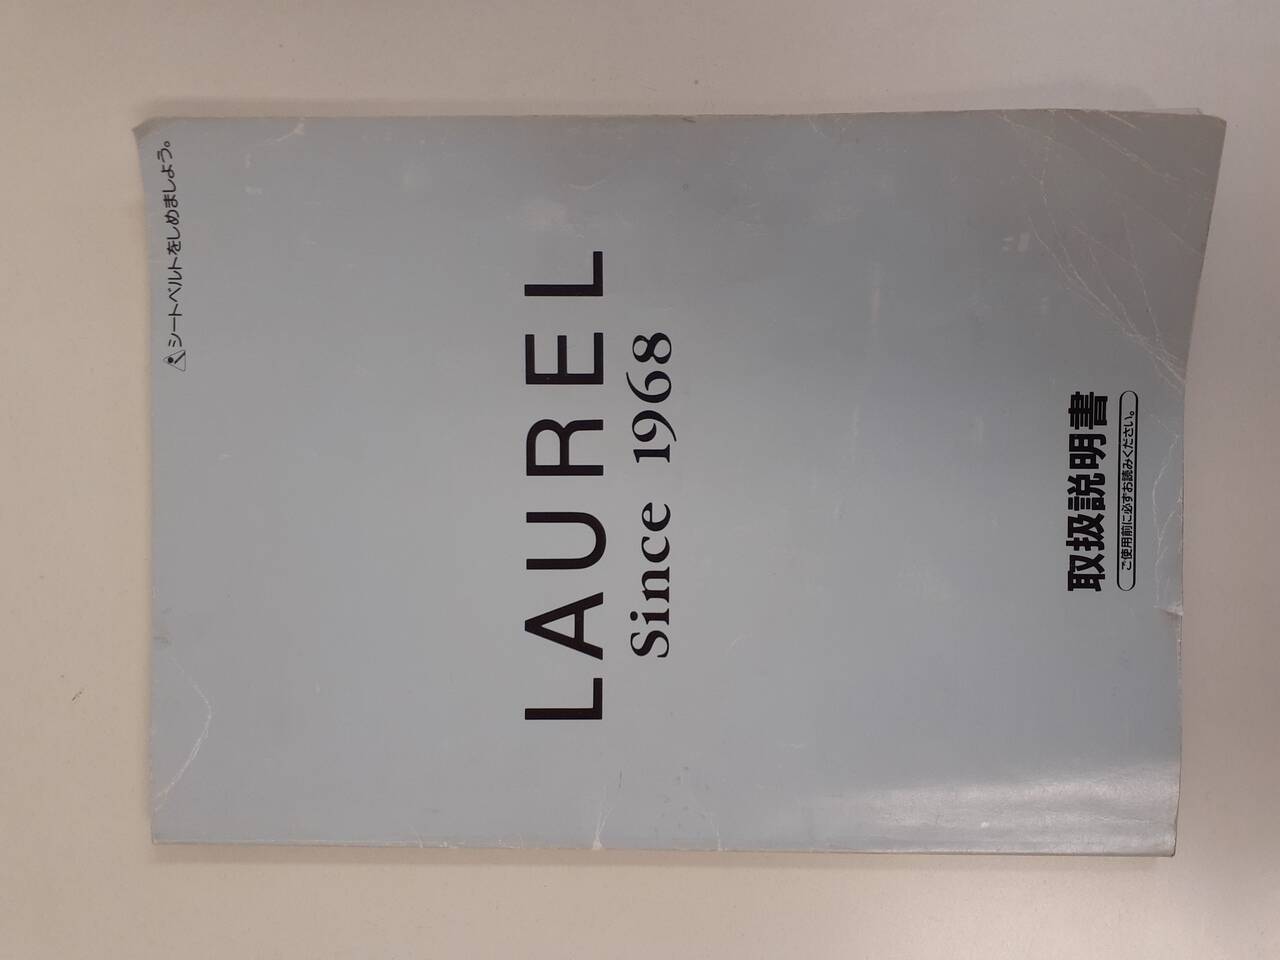 シートベルトをしめましょう。
LAUREL
Since 1968
取扱説明書
ご使用前に必ずお読みください。